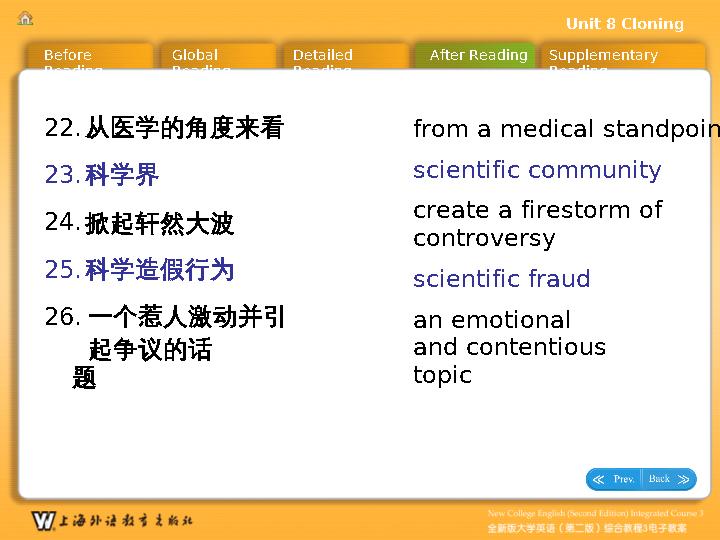 Unit 8 Cloning
Before
Reading
Global
Reading
Detailed
Reading
After Reading
Supplementary
Reading
22. 从医学的角度来看
from a medical standpoin
23. 科学界
scientific community
24. 掀起轩然大波
create a firestorm of
controversy
25. 科学造假行为
scientific fraud
26. 一个惹人激动并引
起争议的话
题
an emotional
and contentious
topic
Prev.
Back
W 上海外语教育出版社
New College English (Second Edition) Integrated Course 3
全新版大学英语（第二版）综合教程3电子教案